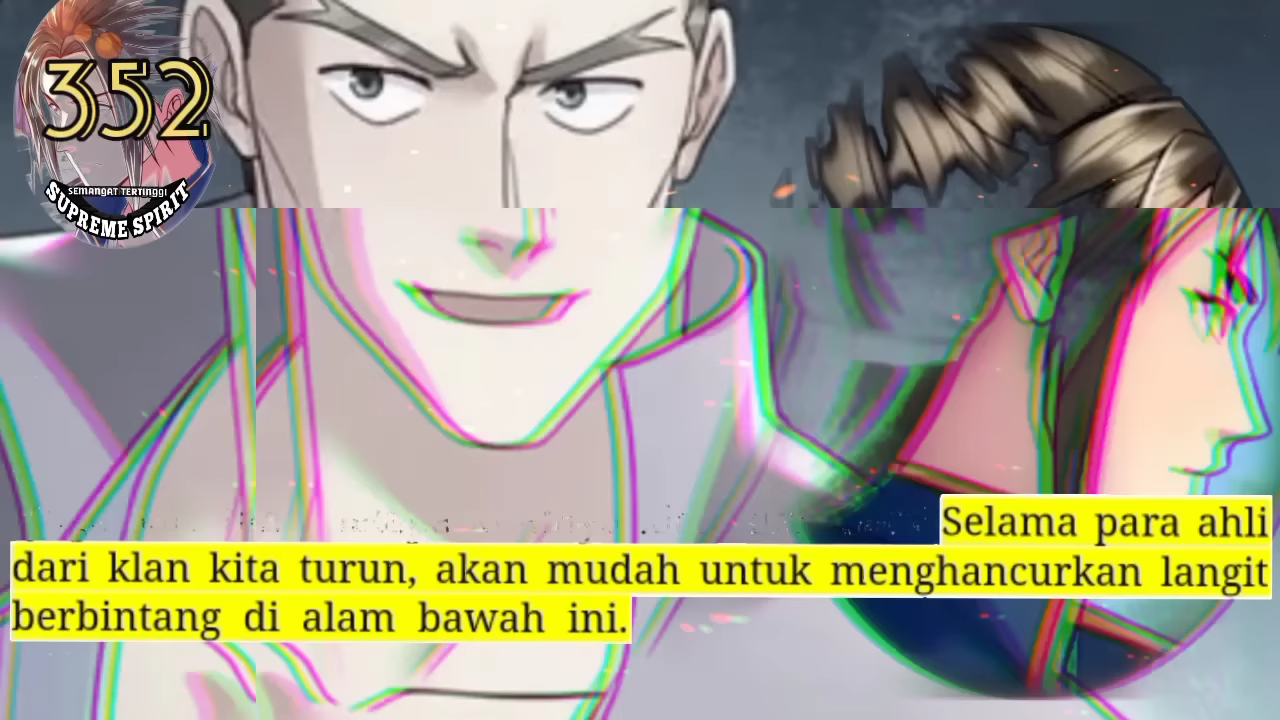 352
SEMANGAT TERTINGGI
SUPREME SPIRIT
Selama para ahli
dari klan kita turun, akan mudah untuk menghancurkan langit
berbintang di alam bawah ini.